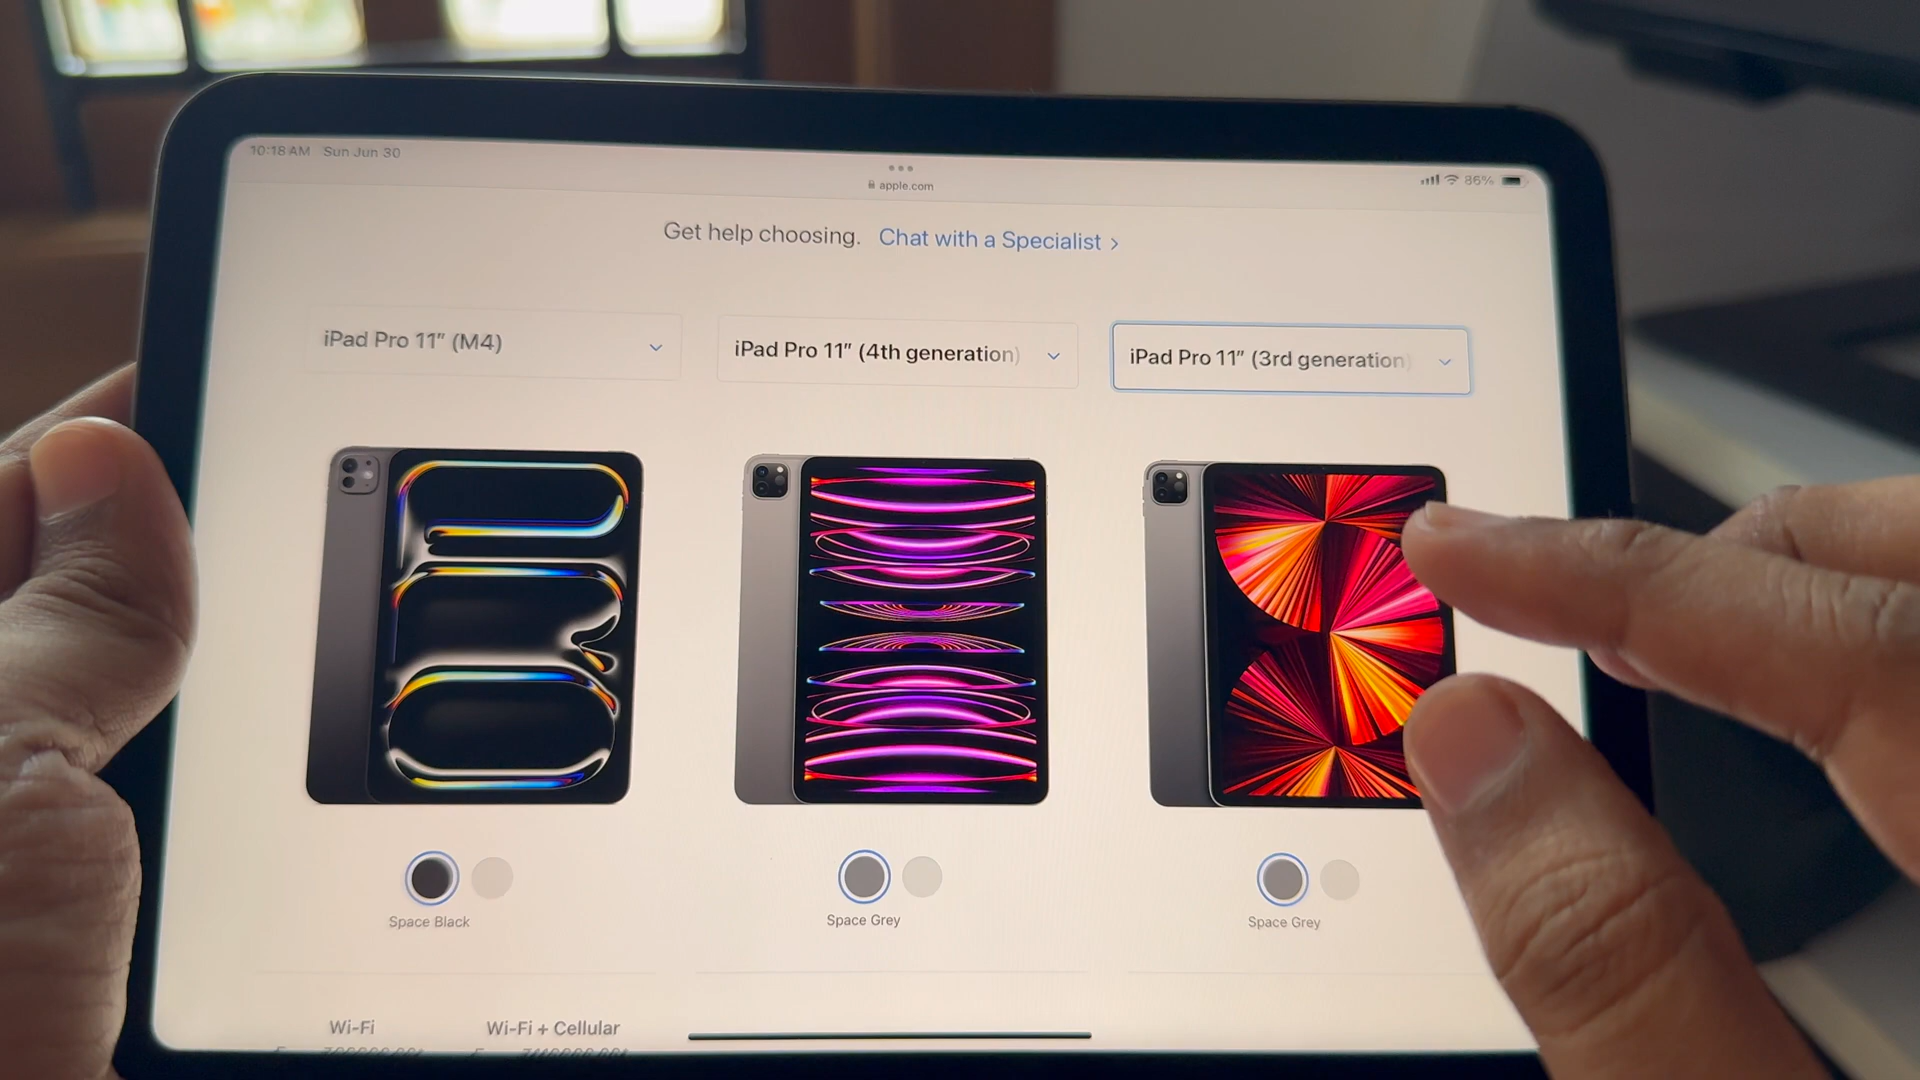 10:18 AM Sun Jun 30
apple.com
86%
Get help choosing. Chat with a Specialist >
iPad Pro 11″ (M4)
iPad Pro 11″ (4th generation)
iPad Pro 11″ (3rd generation)
Space Black
Space Grey
Space Grey
Wi-Fi
Wi-Fi + Cellular